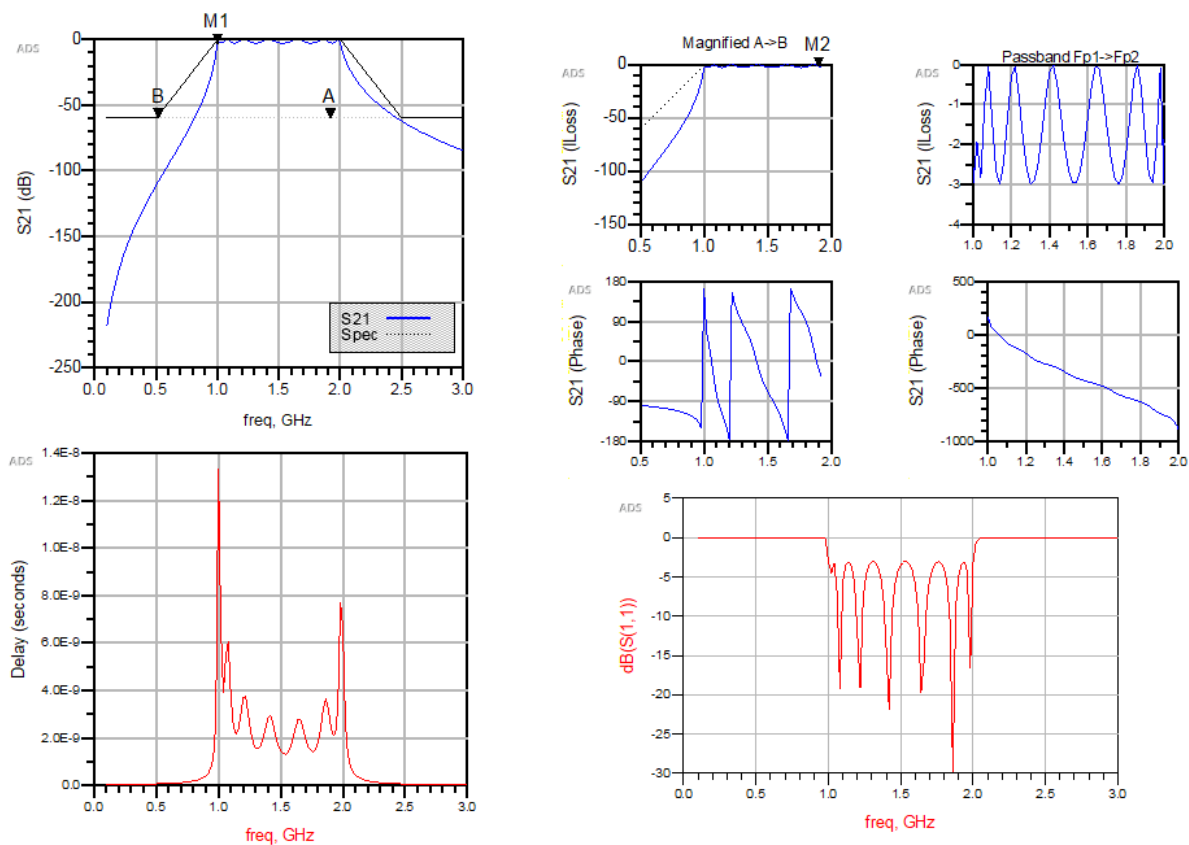 M1
ADS
0
-50
-100
-150
-200
-250
S21 (dB)
B
A
S21
Spec
0.0 0.5 1.0 1.5 2.0 2.5 3.0
freq, GHz
Magnified A->B
M2
ADS
0
-50
-100
-150
S21 (ILoss)
0.5 1.0 1.5 2.0
Passband Fp1->Fp2
ADS
0
-1
-2
-3
-4
S21 (ILoss)
1.0 1.2 1.4 1.6 1.8 2.0
ADS
180
90
0
-90
-180
S21 (Phase)
0.5 1.0 1.5 2.0
ADS
500
0
-500
-1000
S21 (Phase)
1.0 1.2 1.4 1.6 1.8 2.0
ADS
1.4E-8
1.2E-8
1.0E-8
8.0E-9
6.0E-9
4.0E-9
2.0E-9
0.0
Delay (seconds)
0.0 0.5 1.0 1.5 2.0 2.5 3.0
freq, GHz
ADS
5
0
-5
-10
-15
-20
-25
-30
dB(S(1,1))
0.0 0.5 1.0 1.5 2.0 2.5 3.0
freq, GHz